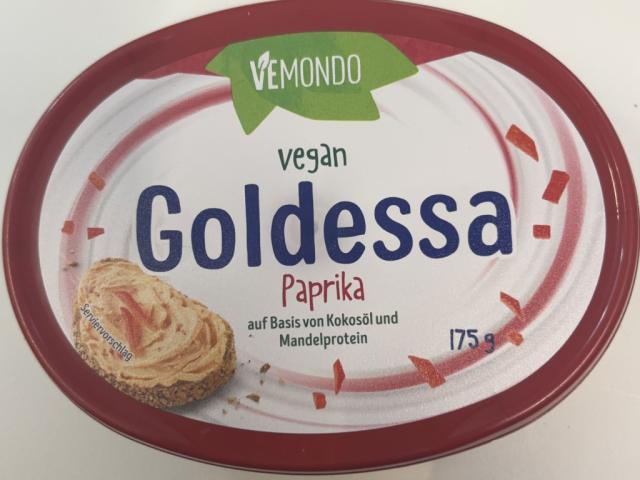 VEMONDO
vegan
Goldessa
Paprika
auf Basis von Kokosöl und
Mandelprotein
175 g
Serviervorschlag